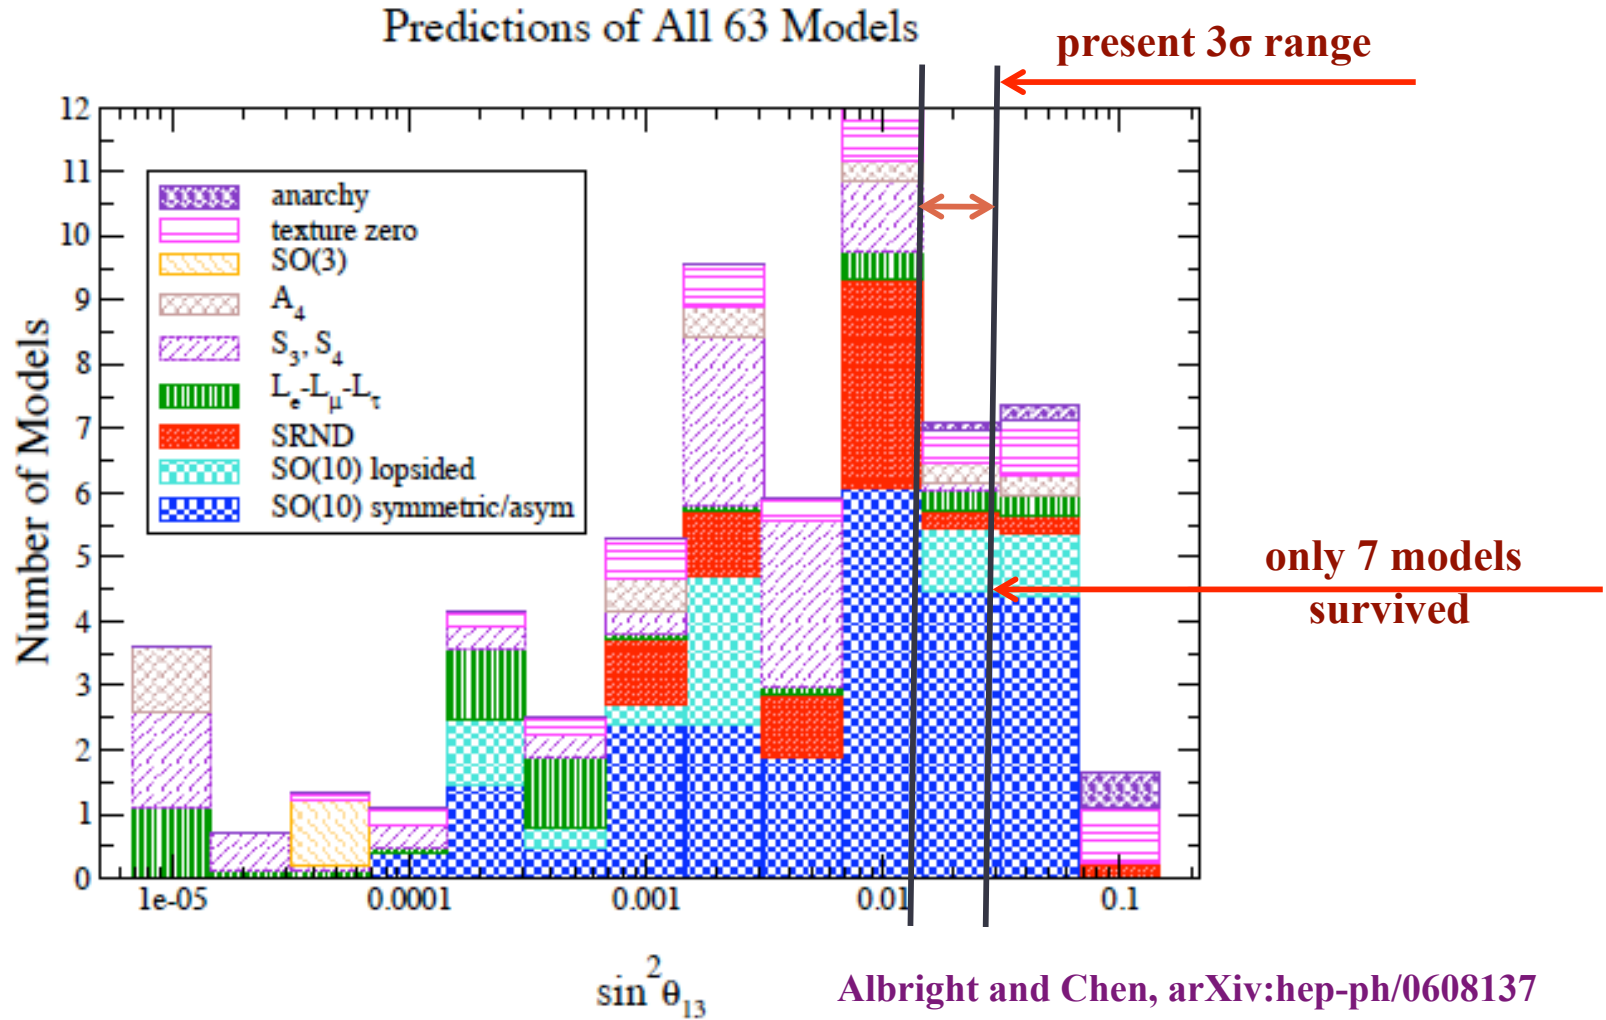 Predictions of All 63 Models
present 3σ range
12
11
10
9
8
7
6
5
4
3
2
1
0
Number of Models
anarchy
texture zero
SO(3)
A₄
S₃, S₄
Lₑ-L_μ-L_τ
SRND
SO(10) lopsided
SO(10) symmetric/asym
only 7 models
survived
1e-05 0.0001 0.001 0.01 0.1
sin²θ₁₃
Albright and Chen, arXiv:hep-ph/0608137